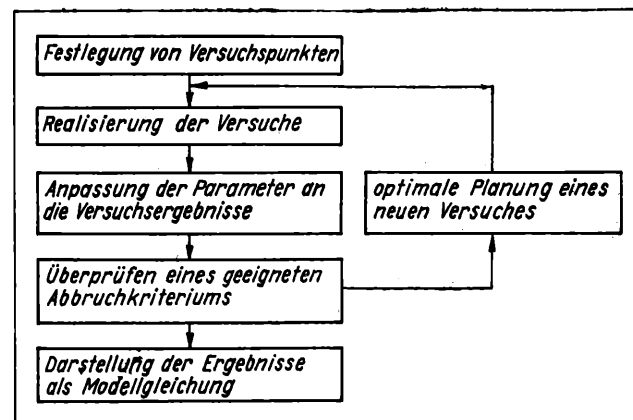 Festlegung von Versuchspunkten
Realisierung der Versuche
Anpassung der Parameter an
die Versuchsergebnisse
optimale Planung eines
neuen Versuches
Überprüfen eines geeigneten
Abbruchkriteriums
Darstellung der Ergebnisse
als Modellgleichung